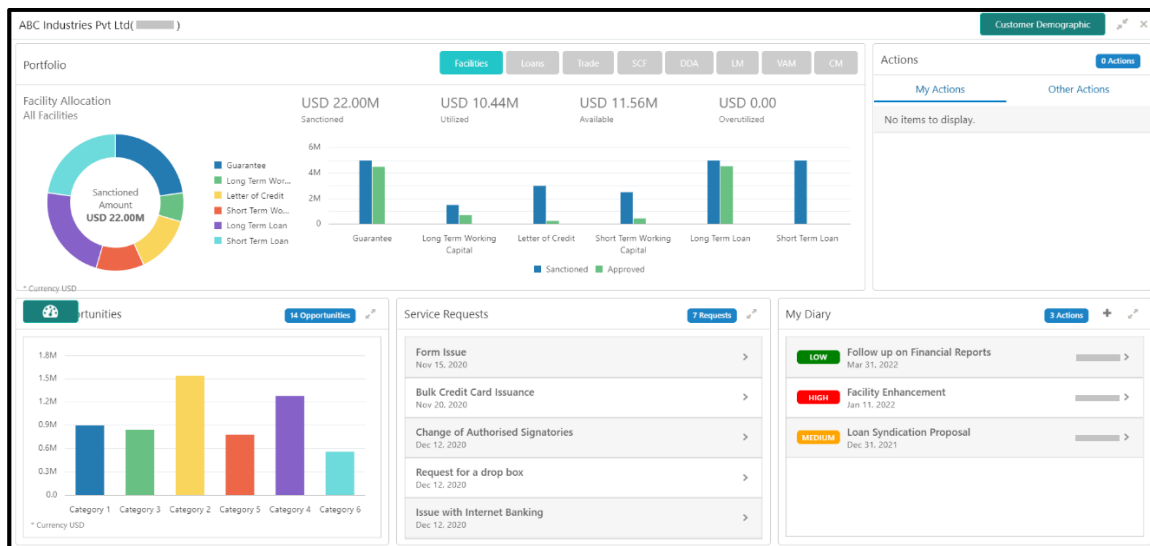 ABC Industries Pvt Ltd( )
Customer Demographic
Portfolio
Facilities
Loans
Trade
SCF
DDA
LM
VAM
CM
Facility Allocation
All Facilities
USD 22.00M
Sanctioned
USD 10.44M
Utilized
USD 11.56M
Available
USD 0.00
Overutilized
Sanctioned
Amount
USD 22.00M
Guarantee
Long Term Wor...
Letter of Credit
Short Term Wo...
Long Term Loan
Short Term Loan
6M
4M
2M
0
Guarantee
Long Term Working
Capital
Letter of Credit
Short Term Working
Capital
Long Term Loan
Short Term Loan
Sanctioned
Approved
* Currency USD
Actions
0 Actions
My Actions
Other Actions
No items to display.
ortunities
14 Opportunities
1.8M
1.5M
1.2M
0.9M
0.6M
0.3M
0.0
Category 1
Category 3
Category 2
Category 5
Category 4
Category 6
* Currency USD
Service Requests
7 Requests
Form Issue
Nov 15, 2020
Bulk Credit Card Issuance
Nov 20, 2020
Change of Authorised Signatories
Dec 12, 2020
Request for a drop box
Dec 12, 2020
Issue with Internet Banking
Dec 12, 2020
My Diary
3 Actions
LOW
Follow up on Financial Reports
Mar 31, 2022
HIGH
Facility Enhancement
Jan 11, 2022
MEDIUM
Loan Syndication Proposal
Dec 31, 2021